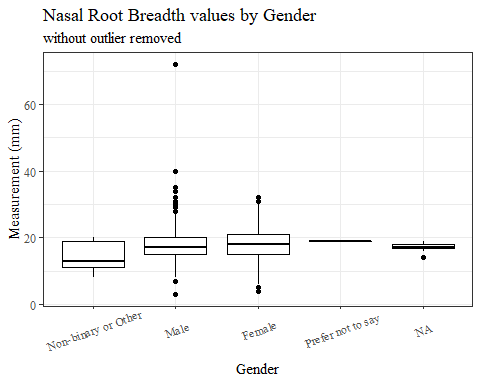 Nasal Root Breadth values by Gender
without outlier removed
Measurement (mm)
60
40
20
0
Non-binary or Other
Male
Female
Prefer not to say
NA
Gender